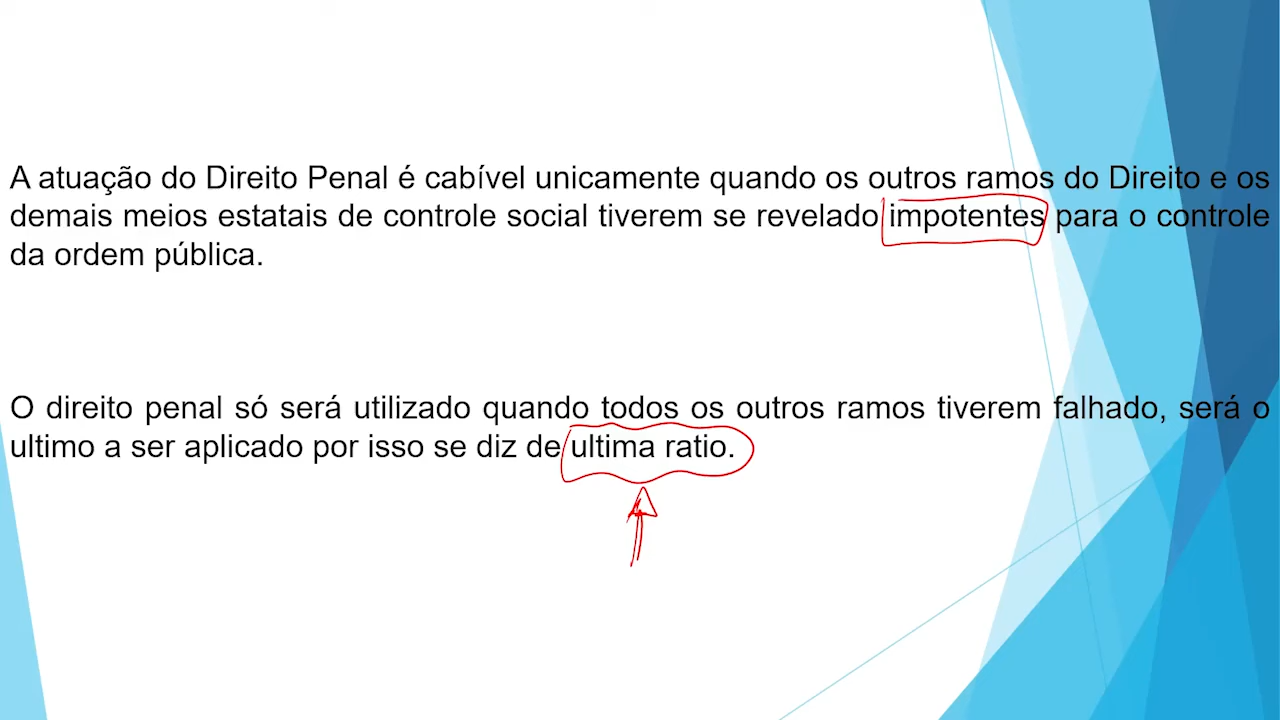 A atuação do Direito Penal é cabível unicamente quando os outros ramos do Direito e os
demais meios estatais de controle social tiverem se revelado impotentes para o controle
da ordem pública.
O direito penal só será utilizado quando todos os outros ramos tiverem falhado, será o
ultimo a ser aplicado por isso se diz de ultima ratio.